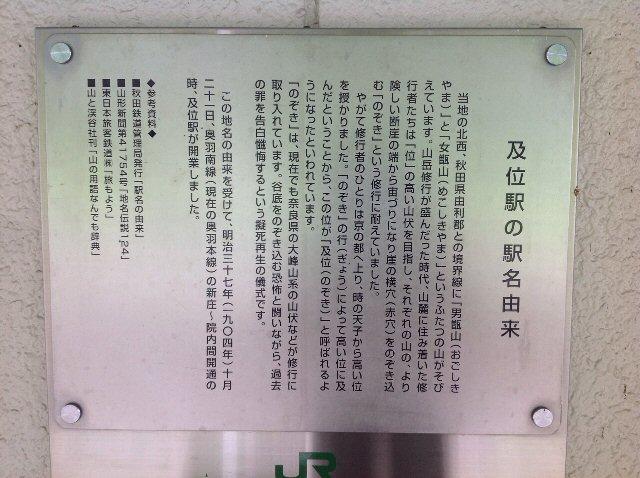 及位駅の駅名由来
当地の北西、秋田県由利郡との境界線に「男甑山（おごしき
やま）」と「女甑山（めごしきやま）」というふたつの山がそび
えています。山岳修行が盛んだった時代、山麓に住み着いた修
行者たちは「位」の高い山伏を目指し、それぞれの山の、より
険しい断崖の端から宙づりになり崖の横穴（赤穴）をのぞき込
む「のぞき」という修行に耐えていました。
やがて修行者のひとりは京の都へ上り、時の天子から高い位
を授かりました。「のぞき」の行（ぎょう）によって高い位に及
んだということから、この位が「及位（のぞき）」と呼ばれるよ
うになったといわれています。
「のぞき」は、現在でも奈良県の大峰山系の山伏などが修行に
取り入れています。谷底をのぞき込む恐怖と闘いながら、過去
の罪を告白懺悔するという擬死再生の儀式です。
この地名の由来を受けて、明治三十七年（一九〇四年）十月
二十一日、奥羽南線（現在の奥羽本線）の新庄～院内間開通の
時、及位駅が開業しました。
◆参考資料◆
■秋田鉄道管理局発行「駅名の由来」
■山形新聞第41754号「地名伝説124」
■東日本旅客鉄道㈱「旅もよう」
■山と渓谷社刊「山の用語なんでも辞典」
JR